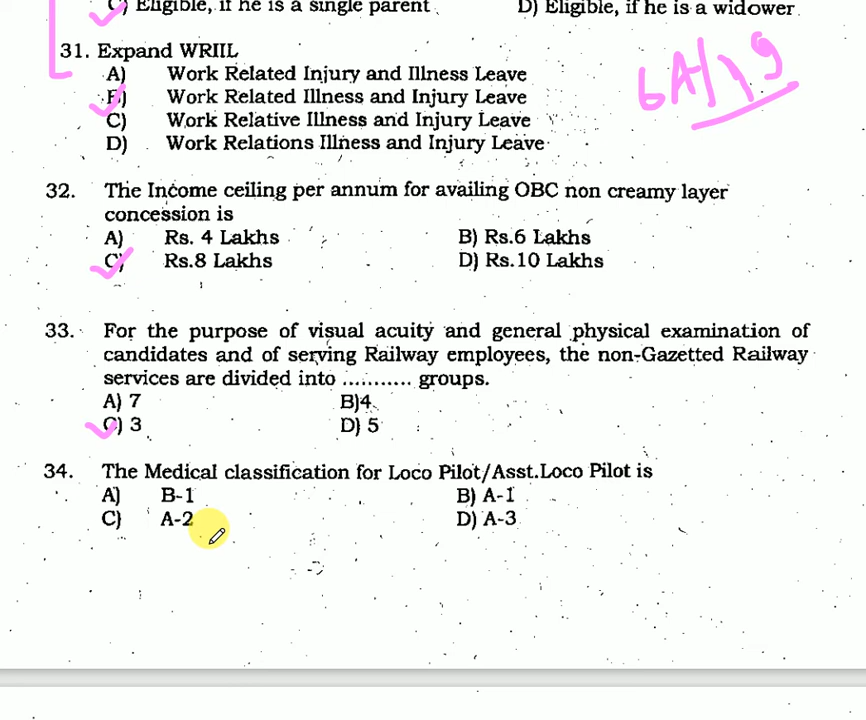 C) Eligible, if he is a single parent D) Eligible, if he is a widower
31. Expand WRIIL
A) Work Related Injury and Illness Leave
B) Work Related Illness and Injury Leave
C) Work Relative Illness and Injury Leave
D) Work Relations Illness and Injury Leave
32. The Income ceiling per annum for availing OBC non creamy layer
concession is
A) Rs. 4 Lakhs B) Rs.6 Lakhs
C) Rs.8 Lakhs D) Rs.10 Lakhs
33. For the purpose of visual acuity and general physical examination of
candidates and of serving Railway employees, the non-Gazetted Railway
services are divided into ........... groups.
A) 7 B)4
C) 3 D) 5
34. The Medical classification for Loco Pilot/Asst.Loco Pilot is
A) B-1 B) A-1
C) A-2 D) A-3